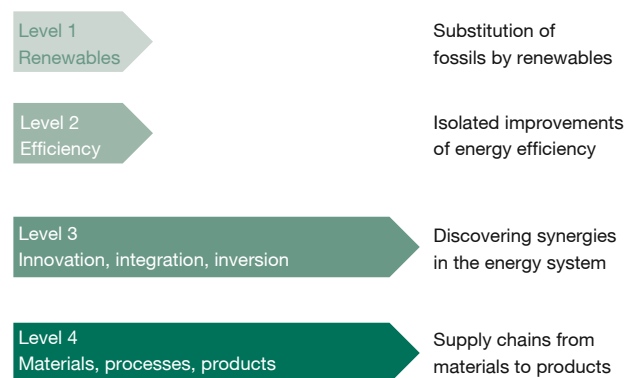 Level 1
Renewables
Substitution of
fossils by renewables
Level 2
Efficiency
Isolated improvements
of energy efficiency
Level 3
Innovation, integration, inversion
Discovering synergies
in the energy system
Level 4
Materials, processes, products
Supply chains from
materials to products